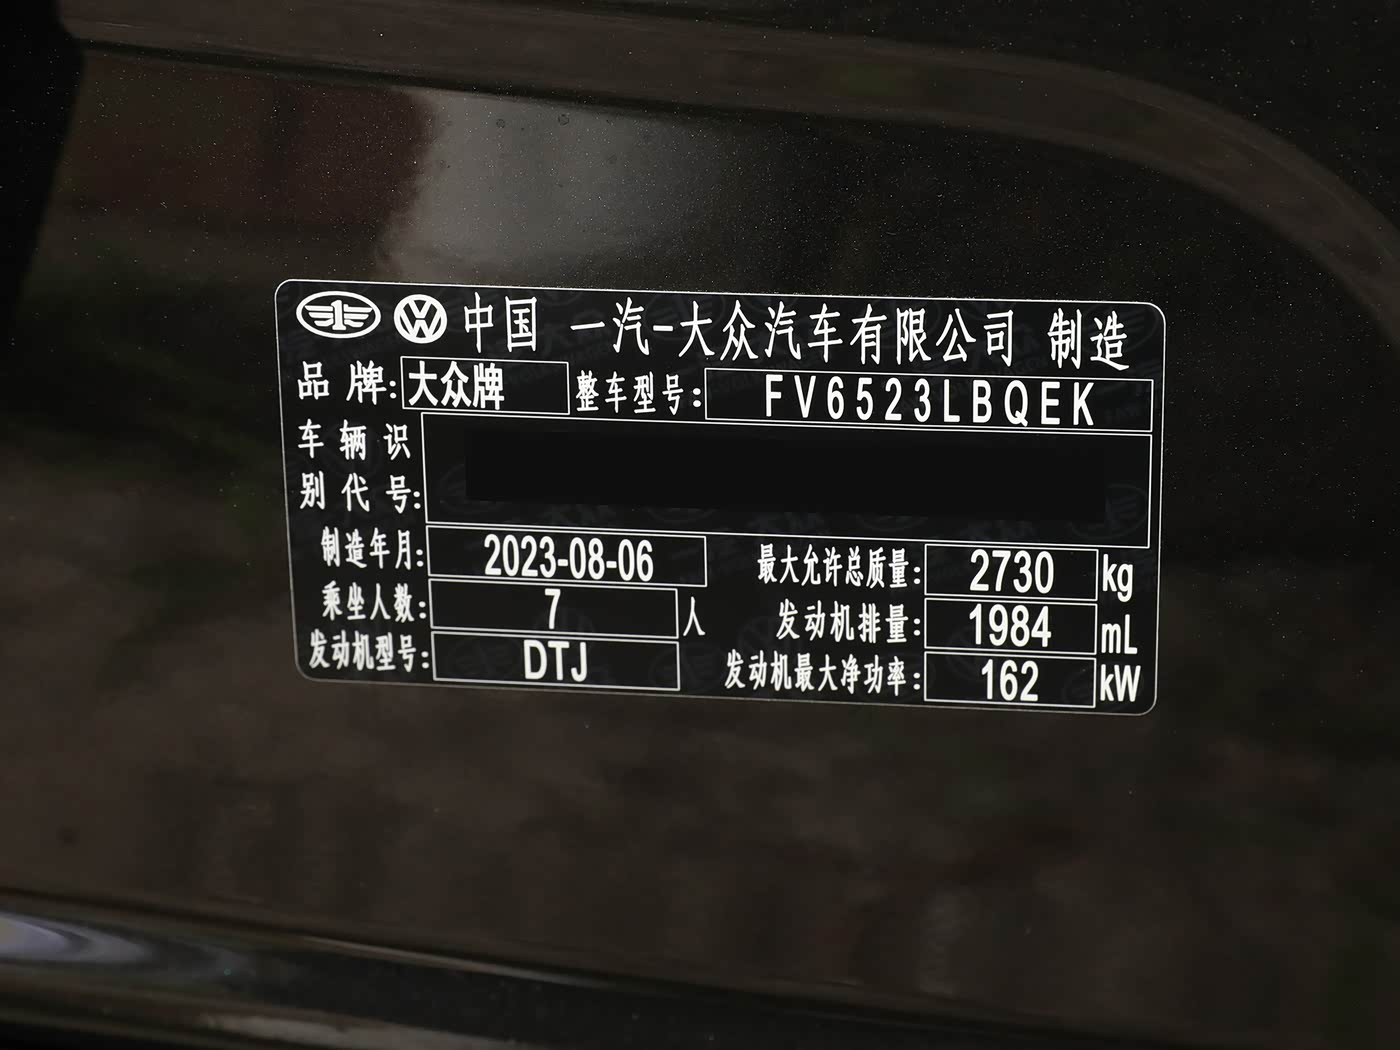 中国 一汽-大众汽车有限公司 制造
品 牌: 大众牌 整车型号: FV6523LBQEK
车 辆 识
别 代 号:
制造年月: 2023-08-06 最大允许总质量: 2730 kg
乘坐人数: 7 人 发动机排量: 1984 mL
发动机型号: DTJ 发动机最大净功率: 162 kW